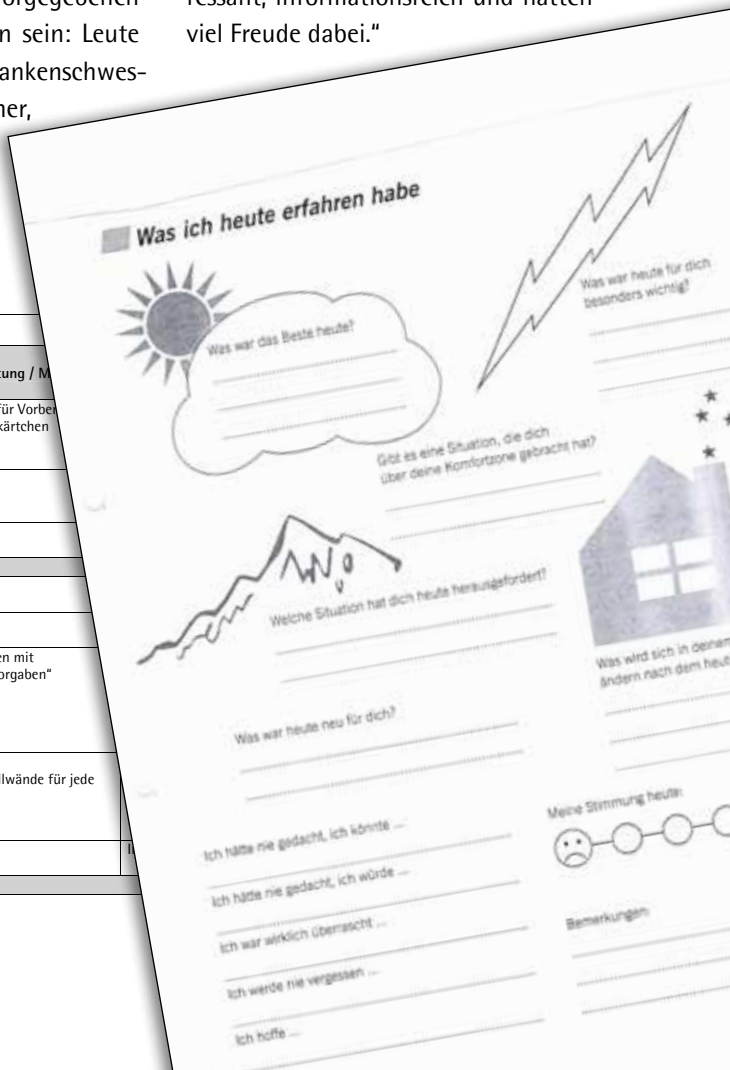 orgegebenen
n sein: Leute
ankenschwes-
ner,
ressant, informationsreich und hatten
viel Freude dabei.“
tung / M
für Vorber
kärtchen
en mit
orgaben“
llwände für jede
Was ich heute erfahren habe
Was war das Beste heute?
Was war heute für dich
besonders wichtig?
Gibt es eine Situation, die dich
über deine Komfortzone gebracht hat?
Welche Situation hat dich heute herausgefordert?
Was wird sich in deinem
ändern nach dem heut
Was war heute neu für dich?
Meine Stimmung heute:
Ich hätte nie gedacht, ich könnte ...
Ich hätte nie gedacht, ich würde ...
Ich war wirklich überrascht ...
Ich werde nie vergessen ...
Ich hoffe ...
Bemerkungen: